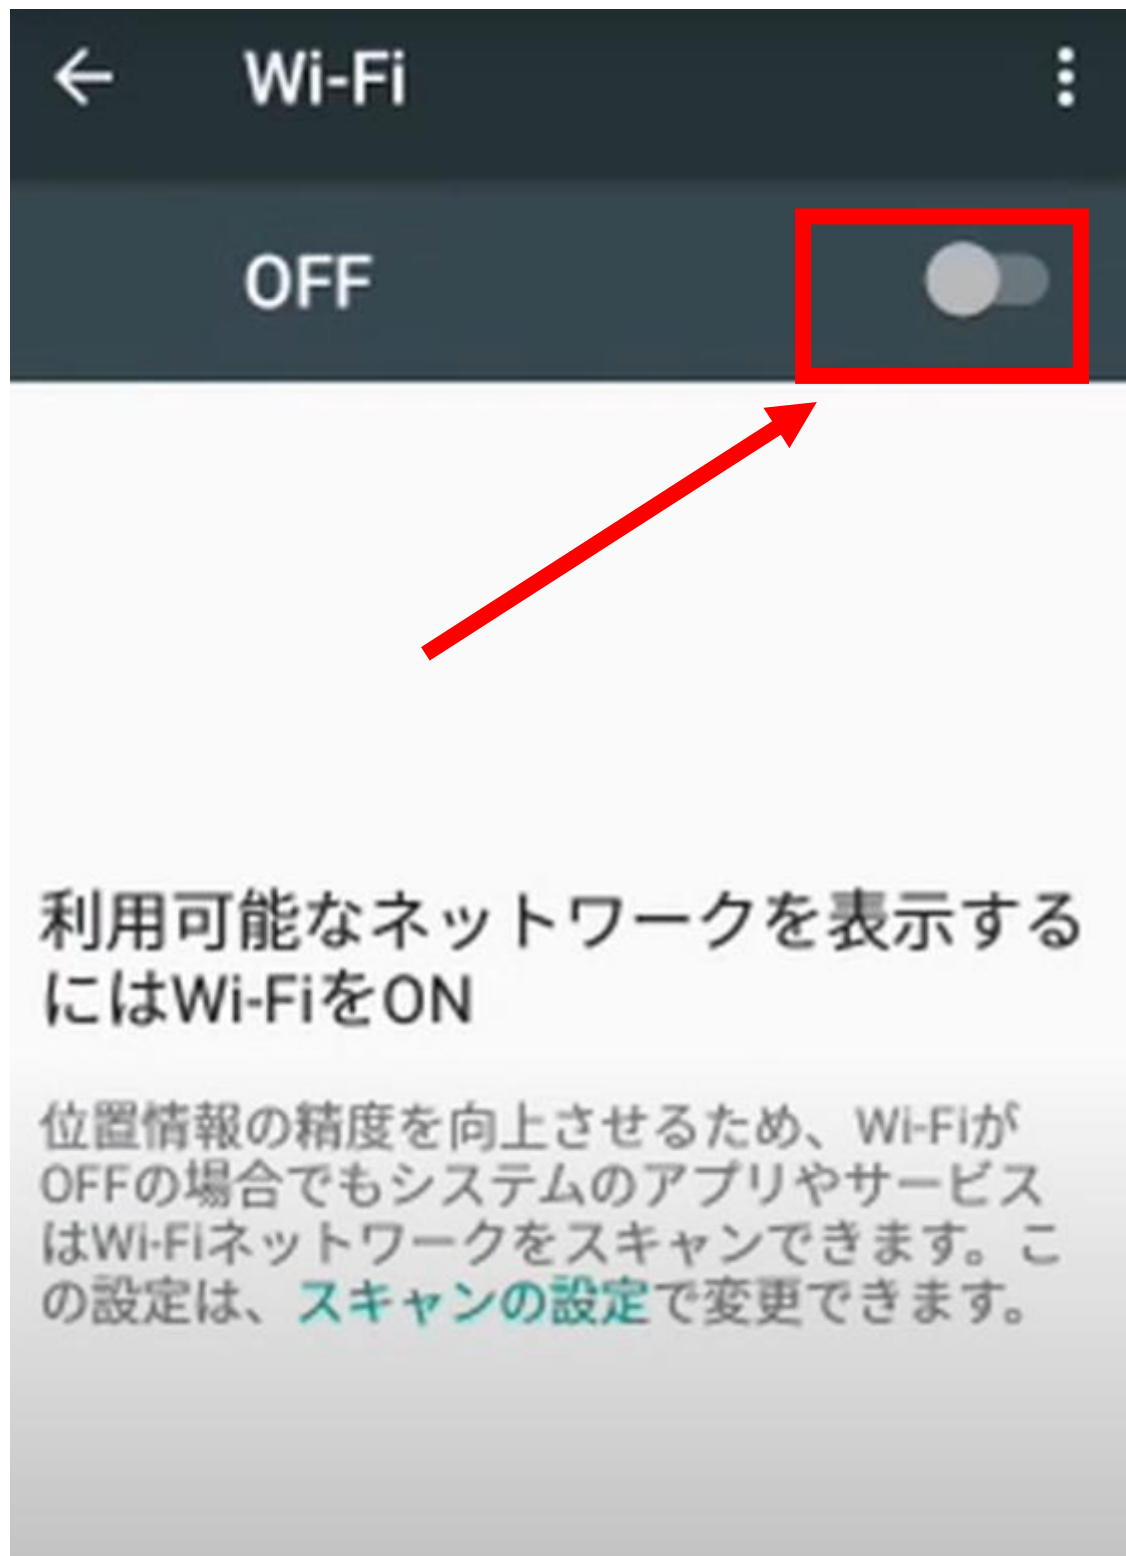 Wi-Fi
OFF
利用可能なネットワークを表示する
にはWi-FiをON
位置情報の精度を向上させるため、Wi-Fiが
OFFの場合でもシステムのアプリやサービス
はWi-Fiネットワークをスキャンできます。こ
の設定は、スキャンの設定で変更できます。